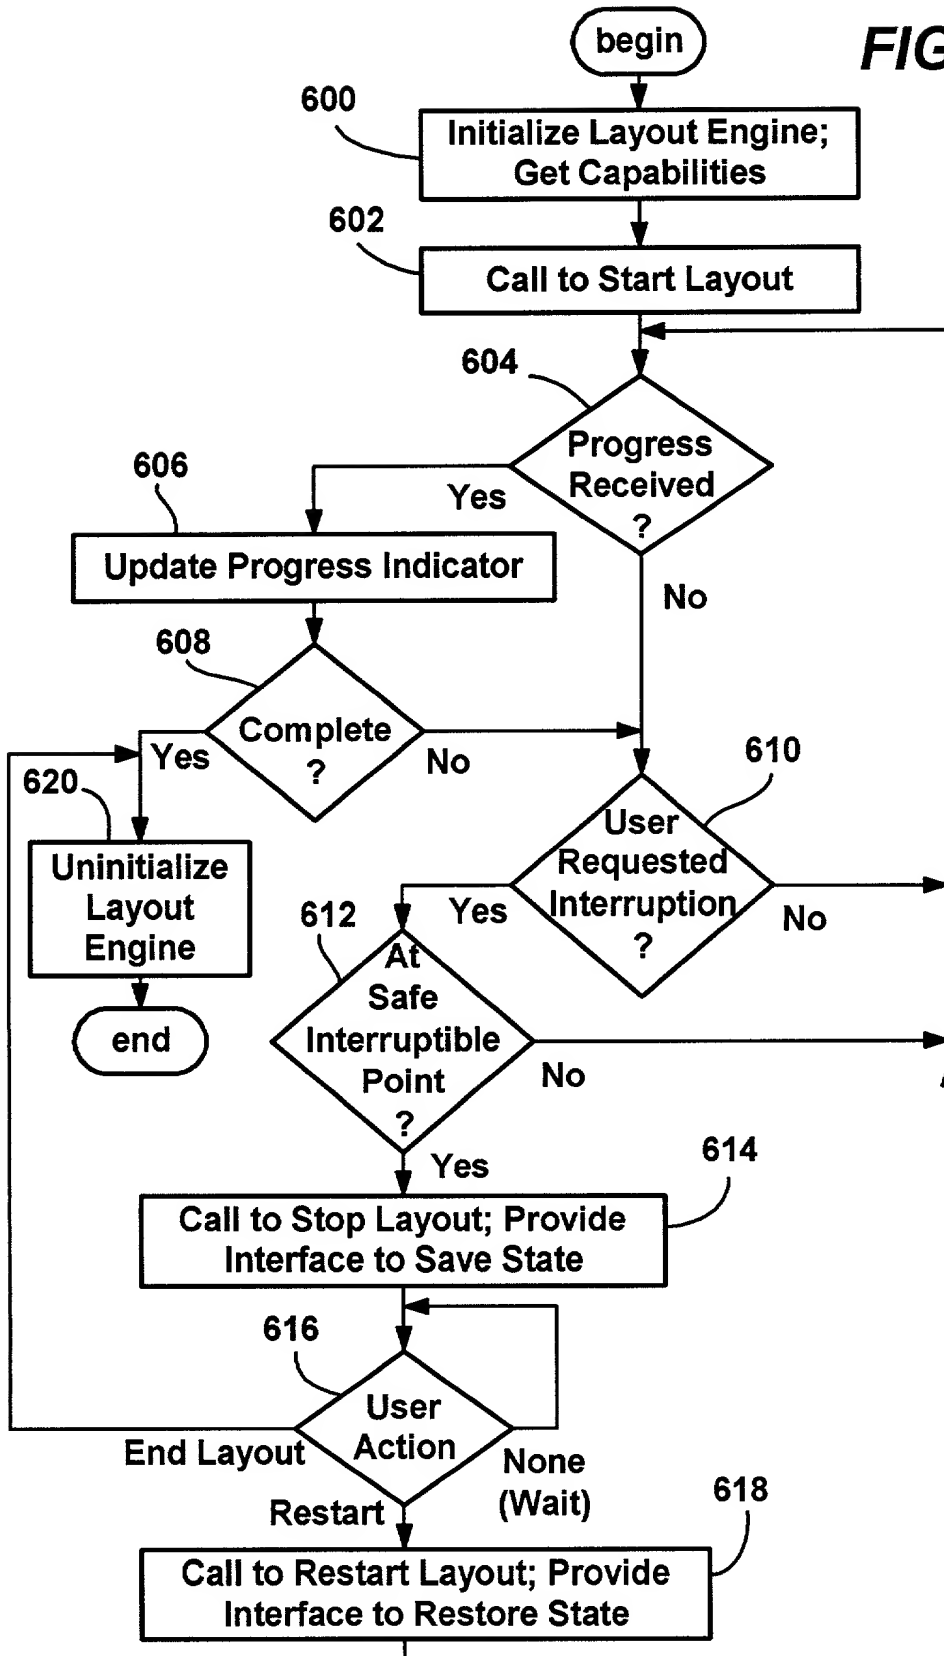 begin
FIG
600
Initialize Layout Engine;
Get Capabilities
602
Call to Start Layout
604
Progress
Received
?
Yes
No
606
Update Progress Indicator
608
Complete
?
Yes
No
610
User
Requested
Interruption
?
Yes
No
620
Uninitialize
Layout
Engine
end
612
At
Safe
Interruptible
Point
?
No
Yes
614
Call to Stop Layout; Provide
Interface to Save State
616
User
Action
End Layout
None
(Wait)
Restart
618
Call to Restart Layout; Provide
Interface to Restore State